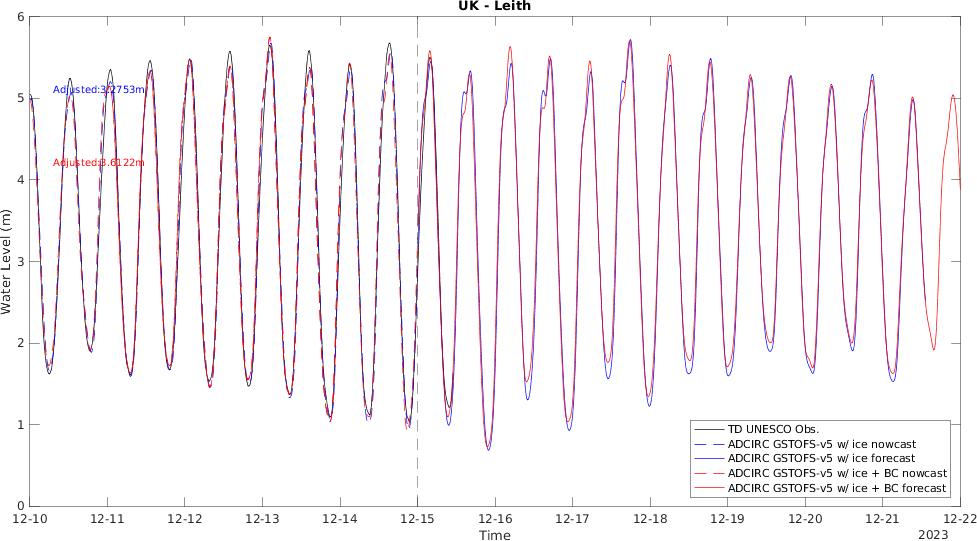 UK - Leith
6
5
4
3
2
1
0
Water Level (m)
Adjusted:3.2753m
Adjusted:3.6122m
TD UNESCO Obs.
ADCIRC GSTOFS-v5 w/ ice nowcast
ADCIRC GSTOFS-v5 w/ ice forecast
ADCIRC GSTOFS-v5 w/ ice + BC nowcast
ADCIRC GSTOFS-v5 w/ ice + BC forecast
12-10 12-11 12-12 12-13 12-14 12-15 12-16 12-17 12-18 12-19 12-20 12-21 12-22
Time
2023